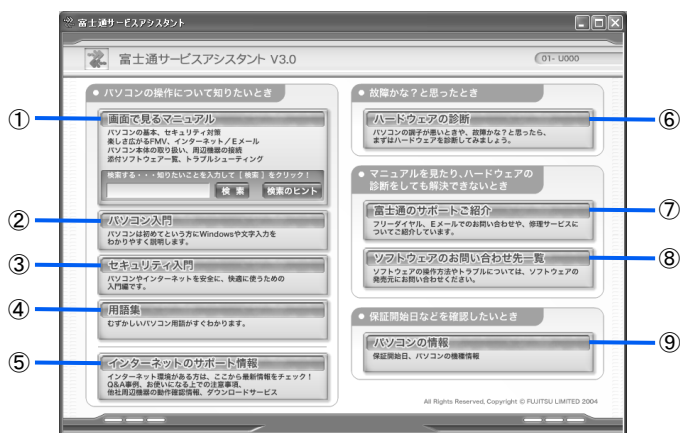 富士通サービスアシスタント
富士通サービスアシスタント V3.0
01- U000
● パソコンの操作について知りたいとき
① 画面で見るマニュアル
パソコンの基本、セキュリティ対策
楽しさ広がるFMV、インターネット／Eメール
パソコン本体の取り扱い、周辺機器の接続
添付ソフトウェア一覧、トラブルシューティング
検索する・・・知りたいことを入力して [ 検索 ] をクリック！
検 索 検索のヒント
② パソコン入門
パソコンは初めてという方にWindowsや文字入力を
わかりやすく説明します。
③ セキュリティ入門
パソコンやインターネットを安全に、快適に使うための
入門編です。
④ 用語集
むずかしいパソコン用語がすぐわかります。
⑤ インターネットのサポート情報
インターネット環境がある方は、ここから最新情報をチェック！
Q&A事例、お使いになる上での注意事項、
他社周辺機器の動作確認情報、ダウンロードサービス
● 故障かな？と思ったとき
ハードウェアの診断 ⑥
パソコンの調子が悪いときや、故障かな？と思ったら、
まずはハードウェアを診断してみましょう。
● マニュアルを見たり、ハードウェアの
診断をしても解決できないとき
富士通のサポートご紹介 ⑦
フリーダイヤル、Eメールでのお問い合わせや、修理サービスに
ついてご紹介しています。
ソフトウェアのお問い合わせ先一覧 ⑧
ソフトウェアの操作方法やトラブルについては、ソフトウェアの
発売元にお問い合わせください。
● 保証開始日などを確認したいとき
パソコンの情報 ⑨
保証開始日、パソコンの機種情報
All Rights Reserved, Copyright © FUJITSU LIMITED 2004